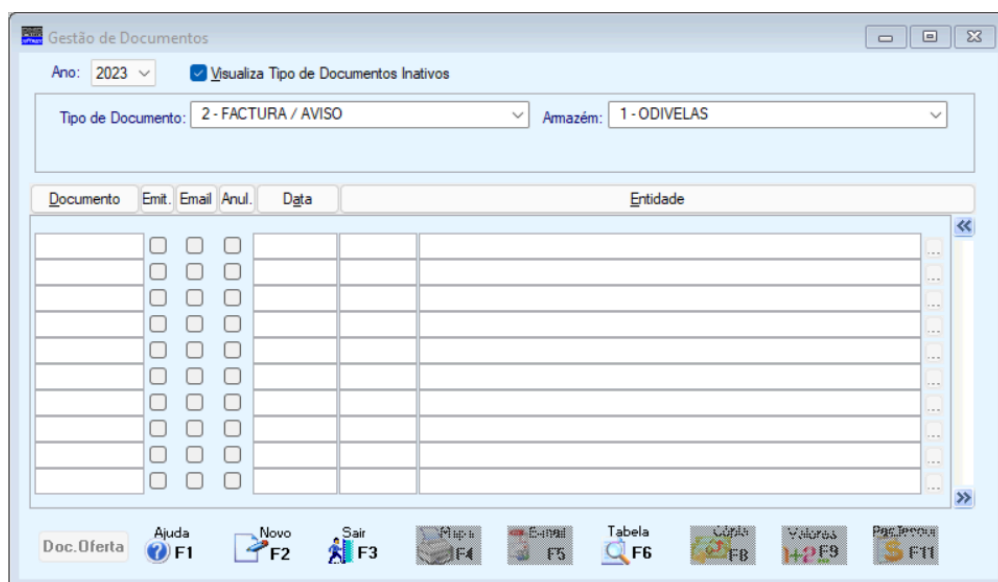 Gestão de Documentos
Ano: 2023 Visualiza Tipo de Documentos Inativos
Tipo de Documento: 2 - FACTURA / AVISO Armazém: 1 - ODIVELAS
Documento Emit. Email Anul. Data Entidade
Doc.Oferta Ajuda F1 Novo F2 Sair F3 Mapa F4 E-mail F5 Tabela F6 Cópia F8 Valores F9 F11